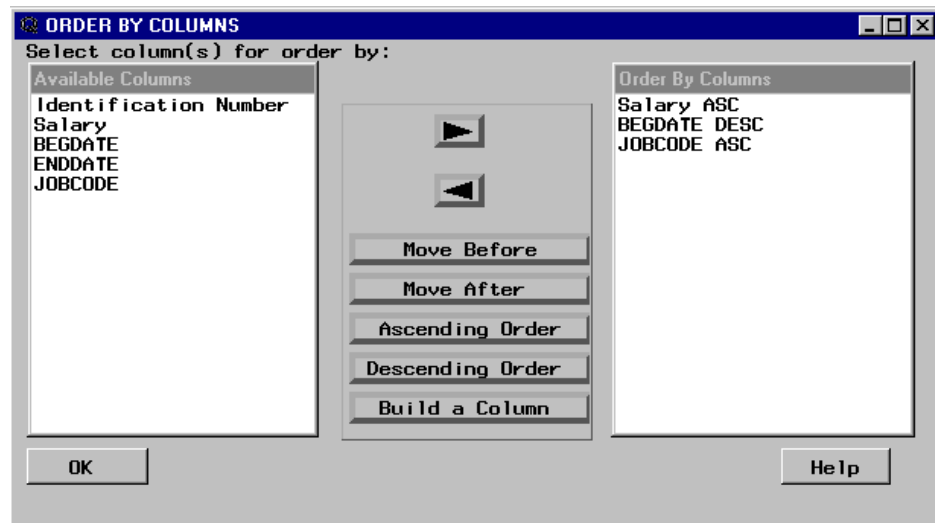 ORDER BY COLUMNS
Select column(s) for order by:
Available Columns
Identification Number
Salary
BEGDATE
ENDDATE
JOBCODE
Move Before
Move After
Ascending Order
Descending Order
Build a Column
Order By Columns
Salary ASC
BEGDATE DESC
JOBCODE ASC
OK
Help